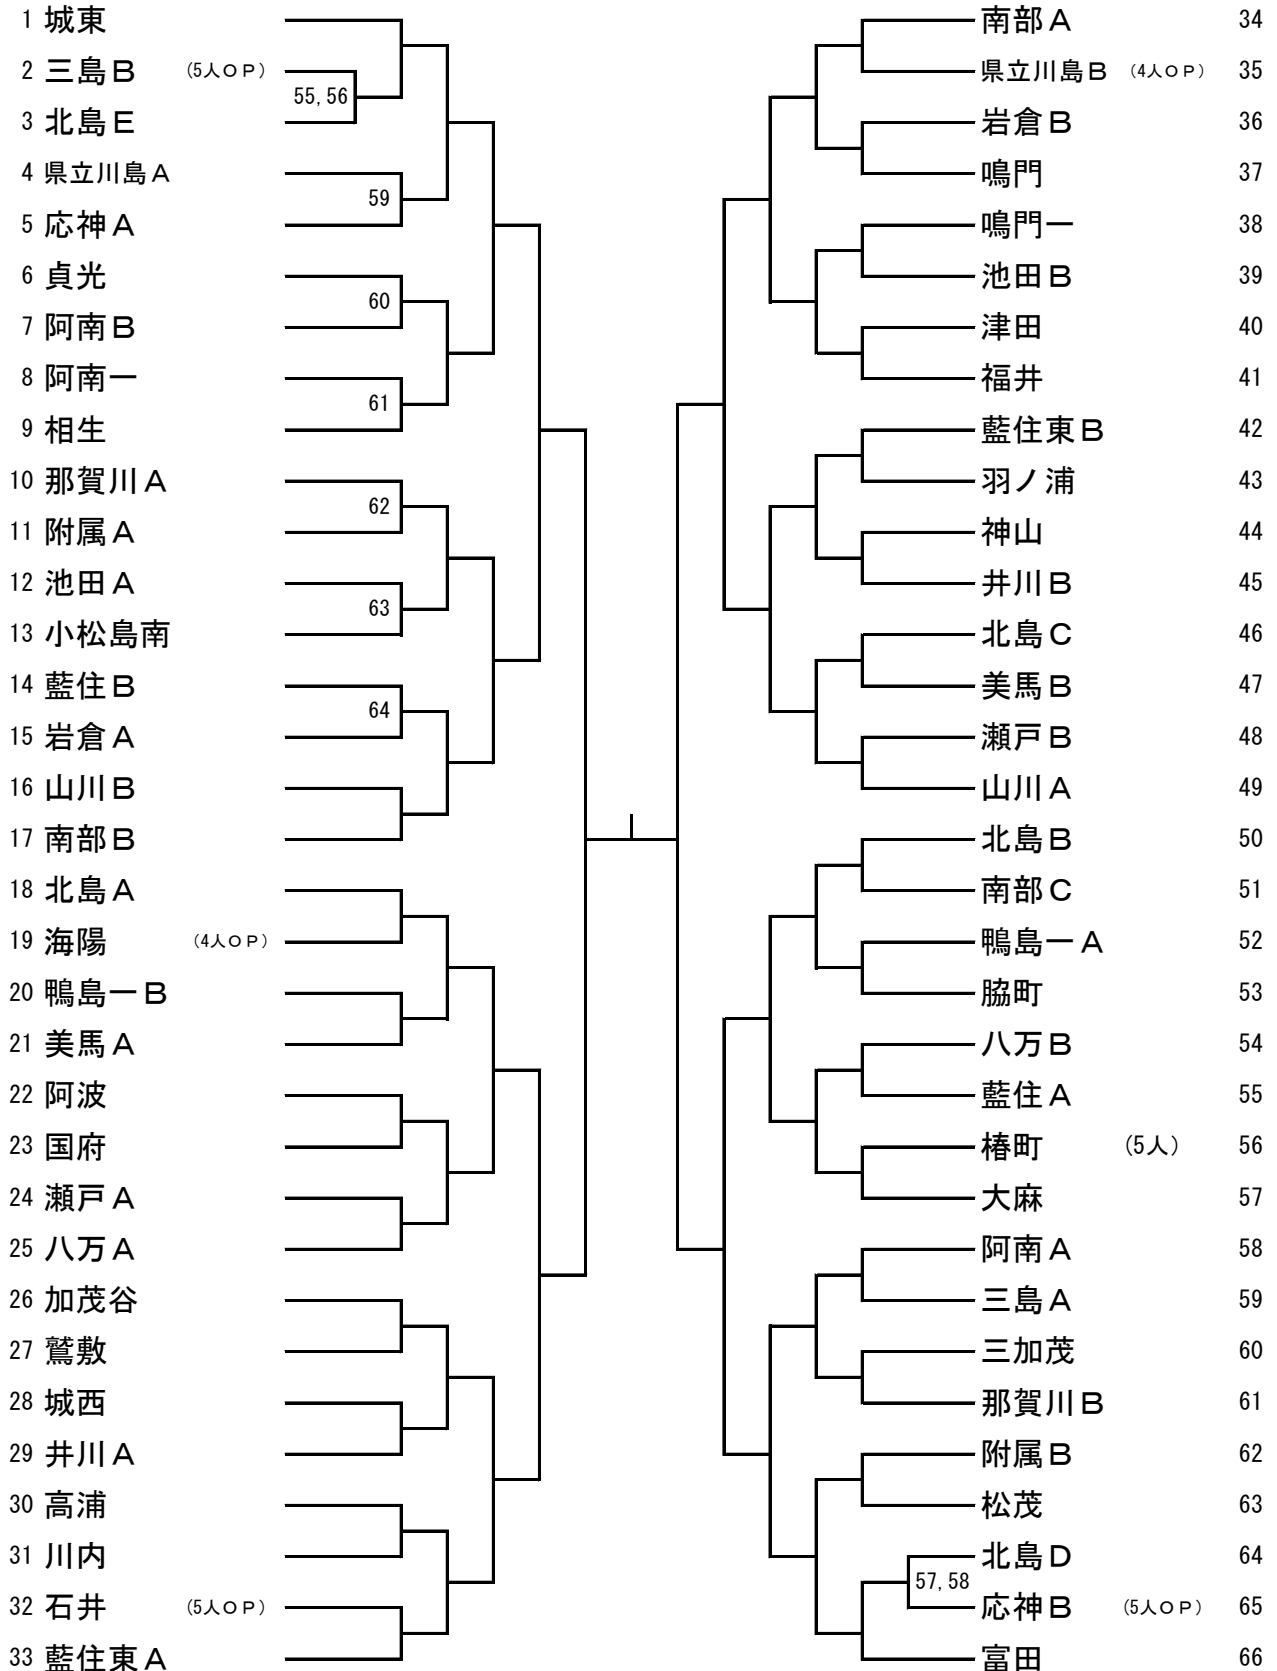 1 城東
2 三島B (5人OP)
55,56
3 北島E
4 県立川島A
59
5 応神A
6 貞光
60
7 阿南B
8 阿南一
61
9 相生
10 那賀川A
62
11 附属A
12 池田A
63
13 小松島南
14 藍住B
64
15 岩倉A
16 山川B
17 南部B
18 北島A
19 海陽 (4人OP)
20 鴨島一B
21 美馬A
22 阿波
23 国府
24 瀬戸A
25 八万A
26 加茂谷
27 鷲敷
28 城西
29 井川A
30 高浦
31 川内
32 石井 (5人OP)
33 藍住東A
南部A 34
県立川島B (4人OP) 35
岩倉B 36
鳴門 37
鳴門一 38
池田B 39
津田 40
福井 41
藍住東B 42
羽ノ浦 43
神山 44
井川B 45
北島C 46
美馬B 47
瀬戸B 48
山川A 49
北島B 50
南部C 51
鴨島一A 52
脇町 53
八万B 54
藍住A 55
椿町 (5人) 56
大麻 57
阿南A 58
三島A 59
三加茂 60
那賀川B 61
附属B 62
松茂 63
北島D 64
57,58
応神B (5人OP) 65
富田 66